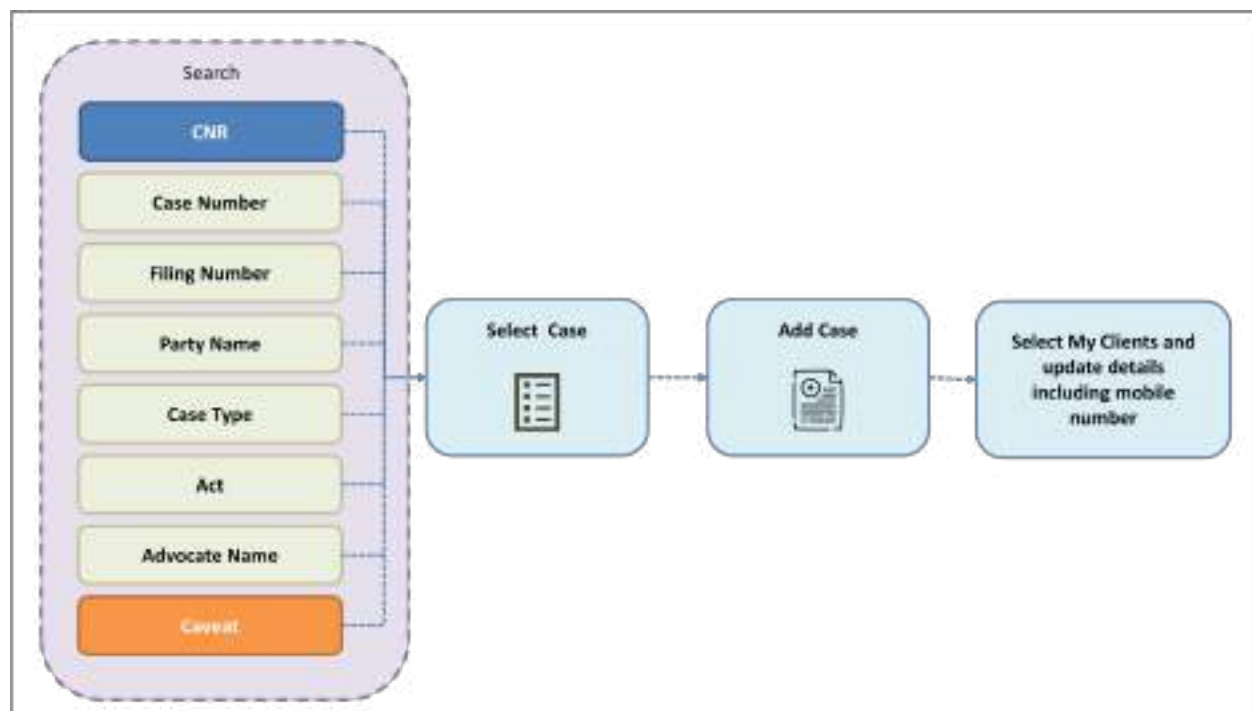 Search
CNR
Case Number
Filing Number
Party Name
Case Type
Act
Advocate Name
Caveat
Select Case
Add Case
Select My Clients and
update details
including mobile
number